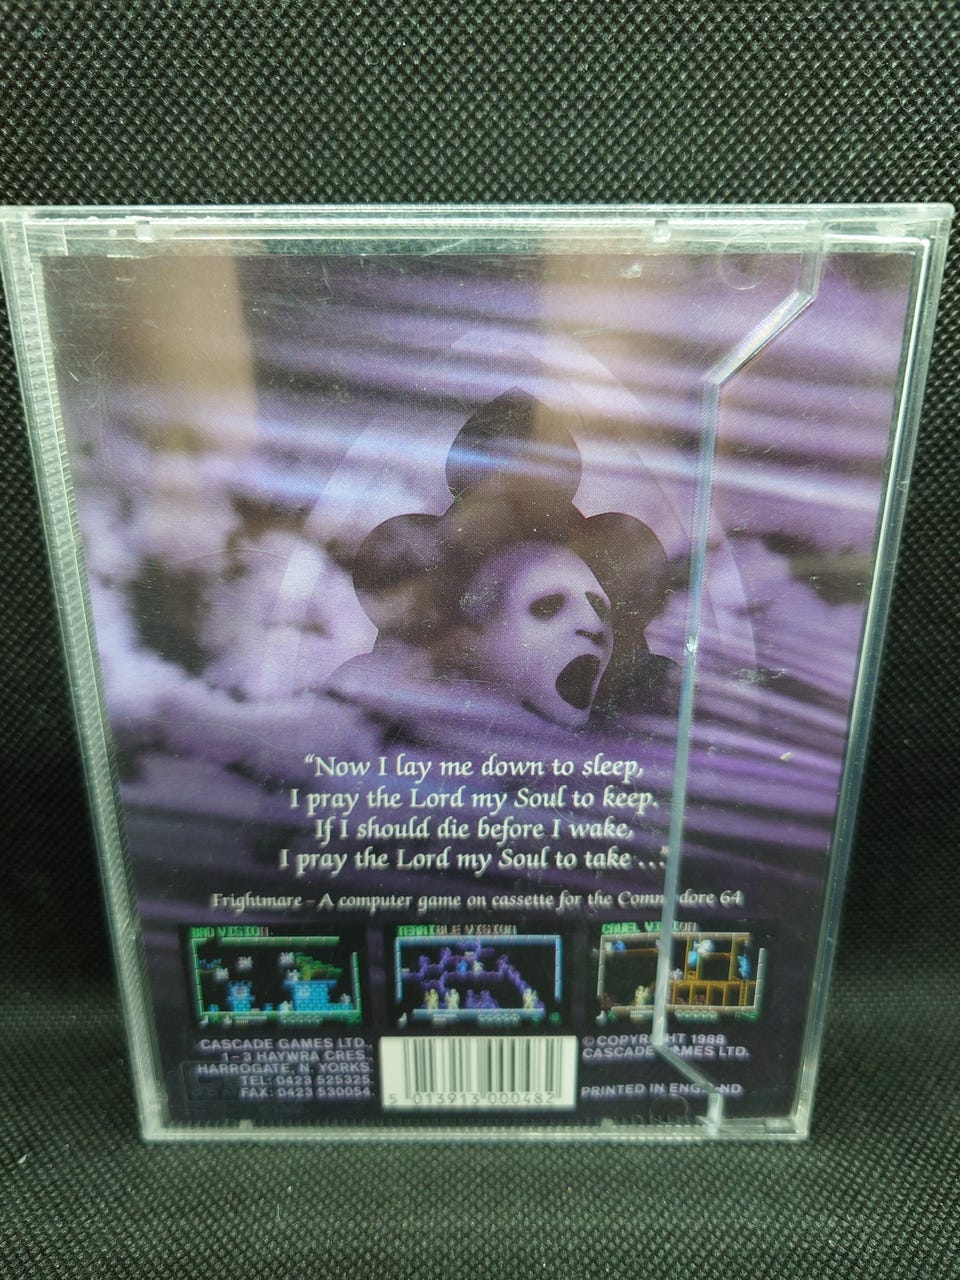 “Now I lay me down to sleep,
I pray the Lord my Soul to keep.
If I should die before I wake,
I pray the Lord my Soul to take ...”
Frightmare – A computer game on cassette for the Commodore 64
BAD VISION
TERRIBLE VISION
CRUEL VISION
CASCADE GAMES LTD.,
1–3 HAYWRA CRES.,
HARROGATE, N. YORKS.
TEL: 0423 525325.
FAX: 0423 530054.
5 013913 000482
© COPYRIGHT 1988
CASCADE GAMES LTD.
PRINTED IN ENGLAND